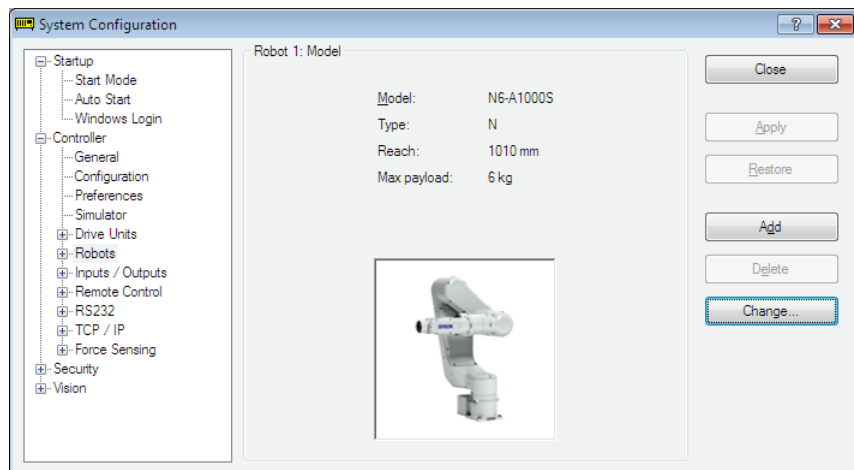 System Configuration
Startup
Start Mode
Auto Start
Windows Login
Controller
General
Configuration
Preferences
Simulator
Drive Units
Robots
Inputs / Outputs
Remote Control
RS232
TCP / IP
Force Sensing
Security
Vision
Robot 1: Model
Model: N6-A1000S
Type: N
Reach: 1010 mm
Max payload: 6 kg
EPSON
Close
Apply
Restore
Add
Delete
Change...